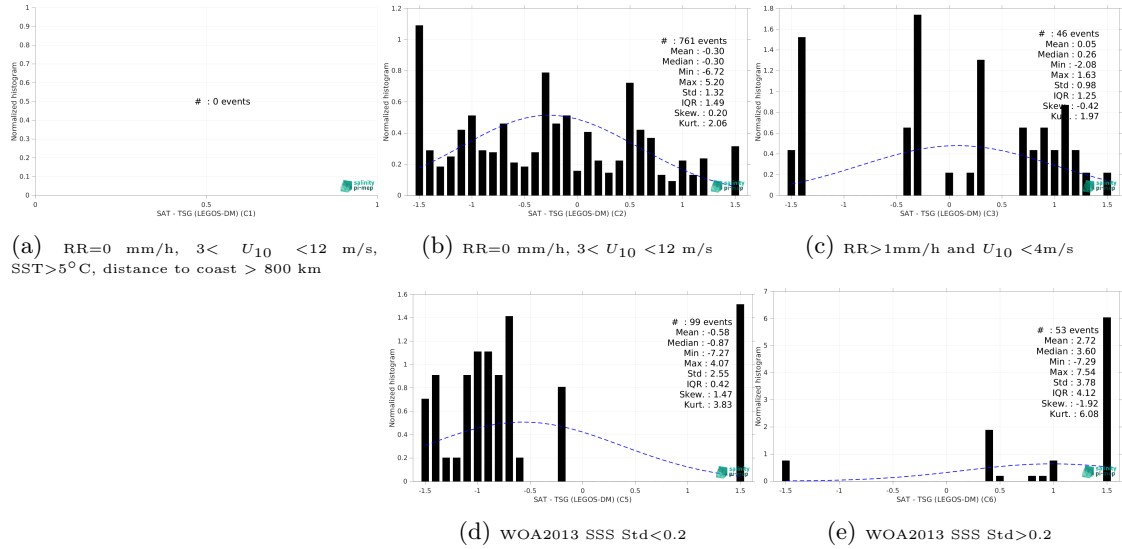 1
0.9
0.8
0.7
0.6
0.5
0.4
0.3
0.2
0.1
0
Normalized histogram
# : 0 events
0 0.5 1
SAT - TSG (LEGOS-DM) (C1)
salinity
pi-mep
(a) RR=0 mm/h, 3< U10 <12 m/s,
SST>5°C, distance to coast > 800 km
1.2
1
0.8
0.6
0.4
0.2
0
Normalized histogram
# : 761 events
Mean : -0.30
Median : -0.30
Min : -6.72
Max : 5.20
Std : 1.32
IQR : 1.49
Skew. : 0.20
Kurt. : 2.06
-1.5 -1 -0.5 0 0.5 1 1.5
SAT - TSG (LEGOS-DM) (C2)
salinity
pi-mep
(b) RR=0 mm/h, 3< U10 <12 m/s
1.8
1.6
1.4
1.2
1
0.8
0.6
0.4
0.2
0
Normalized histogram
# : 46 events
Mean : 0.05
Median : 0.26
Min : -2.08
Max : 1.63
Std : 0.98
IQR : 1.25
Skew. : -0.42
Kurt. : 1.97
-1.5 -1 -0.5 0 0.5 1 1.5
SAT - TSG (LEGOS-DM) (C3)
salinity
pi-mep
(c) RR>1mm/h and U10 <4m/s
1.6
1.4
1.2
1
0.8
0.6
0.4
0.2
0
Normalized histogram
# : 99 events
Mean : -0.58
Median : -0.87
Min : -7.27
Max : 4.07
Std : 2.55
IQR : 0.42
Skew. : 1.47
Kurt. : 3.83
-1.5 -1 -0.5 0 0.5 1 1.5
SAT - TSG (LEGOS-DM) (C5)
salinity
pi-mep
(d) WOA2013 SSS Std<0.2
7
6
5
4
3
2
1
0
Normalized histogram
# : 53 events
Mean : 2.72
Median : 3.60
Min : -7.29
Max : 7.54
Std : 3.78
IQR : 4.12
Skew. : -1.92
Kurt. : 6.08
-1.5 -1 -0.5 0 0.5 1 1.5
SAT - TSG (LEGOS-DM) (C6)
salinity
pi-mep
(e) WOA2013 SSS Std>0.2